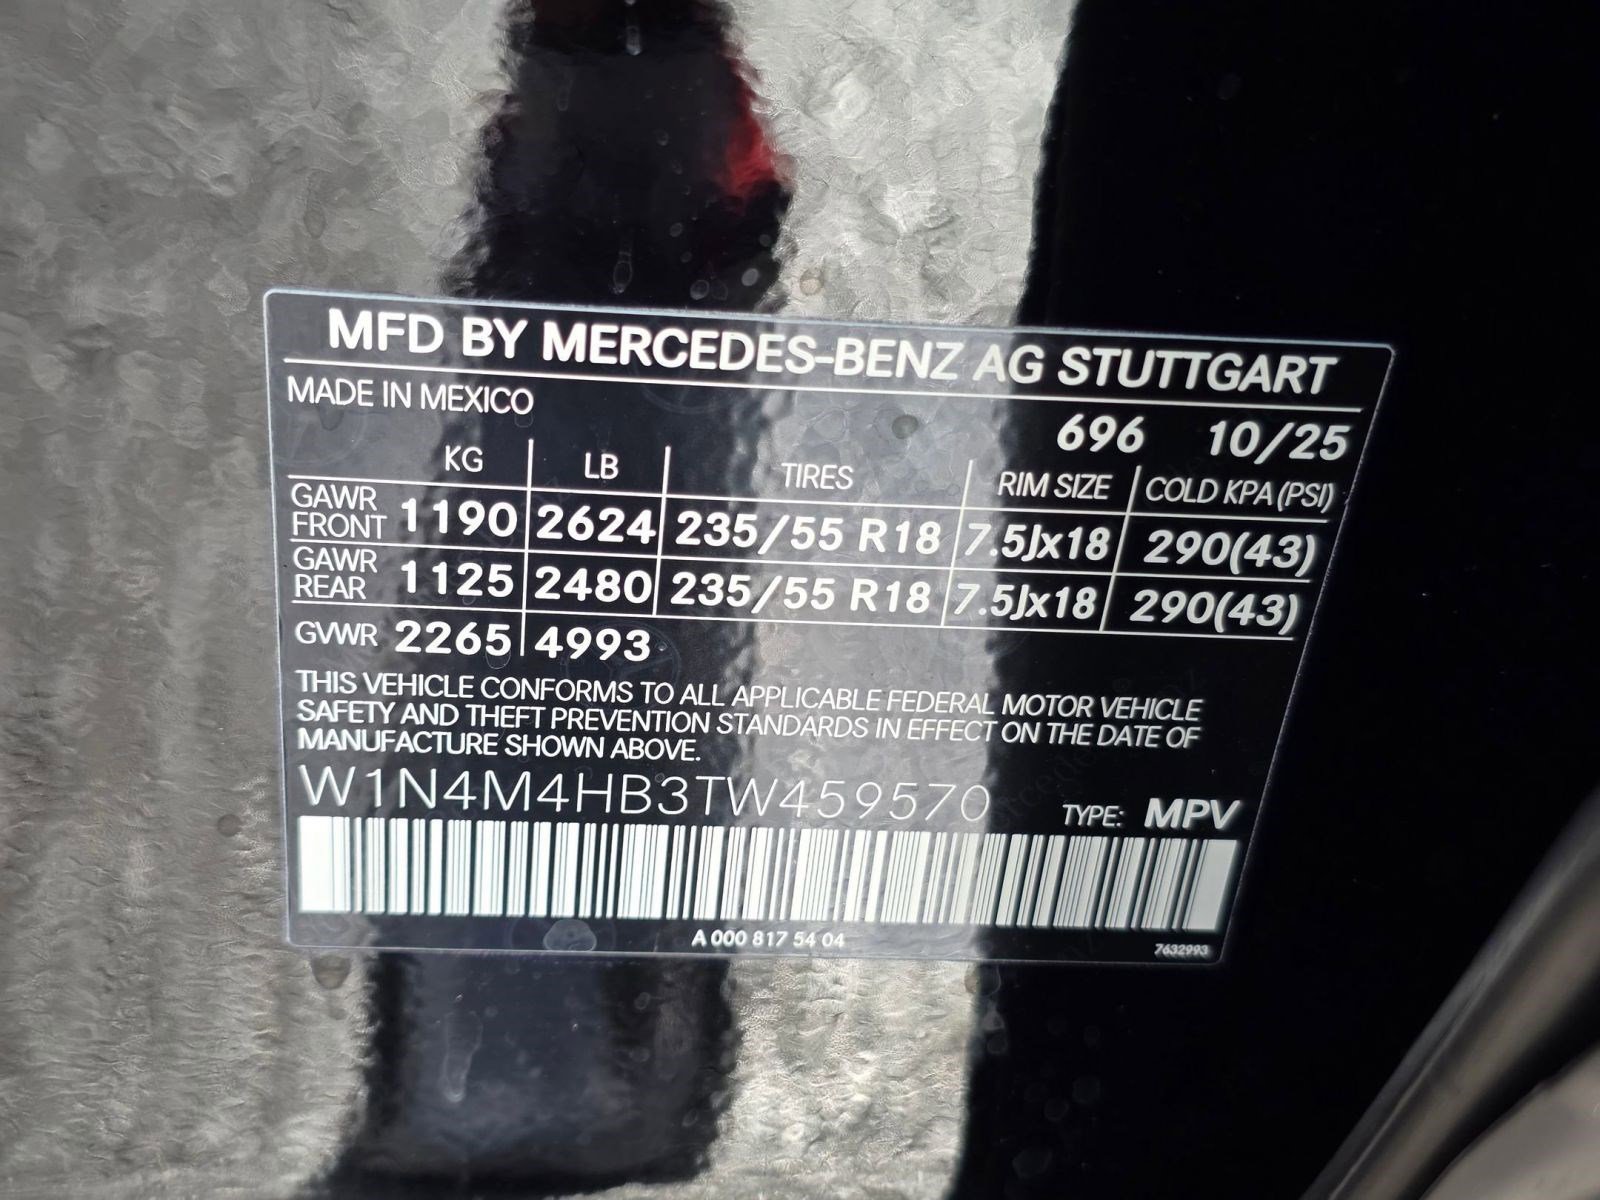 MFD BY MERCEDES-BENZ AG STUTTGART
MADE IN MEXICO
696 10/25
KG LB TIRES RIM SIZE COLD KPA (PSI)
GAWR FRONT 1190 2624 235/55 R18 7.5Jx18 290(43)
GAWR REAR 1125 2480 235/55 R18 7.5Jx18 290(43)
GVWR 2265 4993
THIS VEHICLE CONFORMS TO ALL APPLICABLE FEDERAL MOTOR VEHICLE
SAFETY AND THEFT PREVENTION STANDARDS IN EFFECT ON THE DATE OF
MANUFACTURE SHOWN ABOVE.
W1N4M4HB3TW459570 TYPE: MPV
A 000 817 54 04
7632993